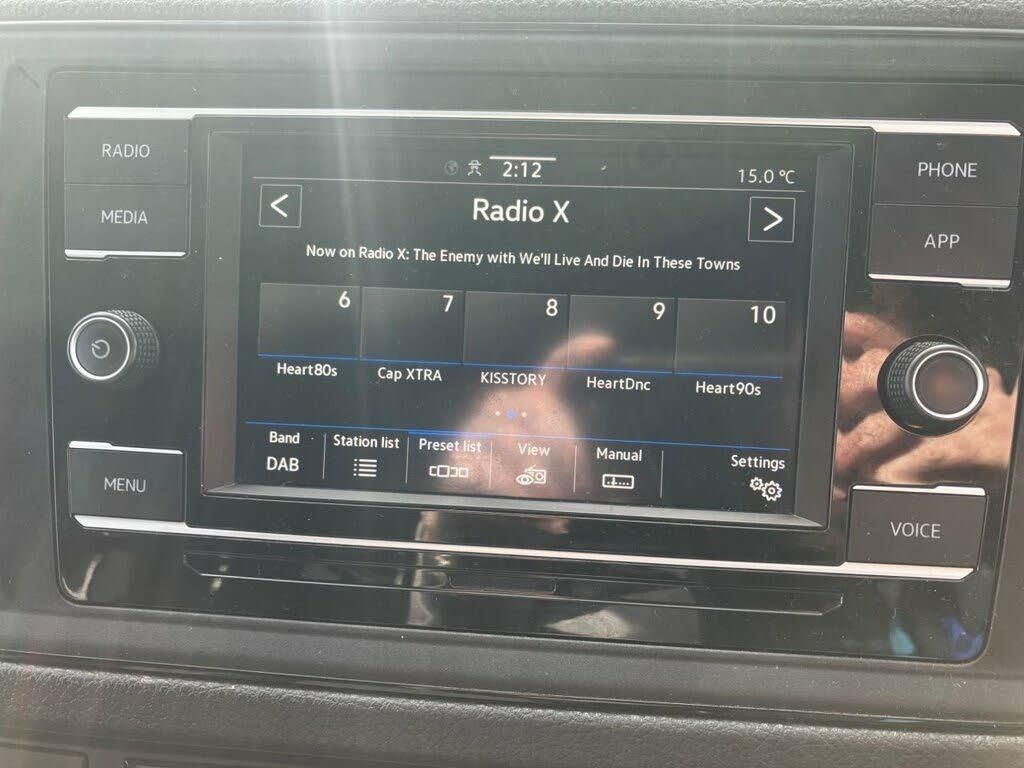 RADIO
MEDIA
MENU
2:12
15.0 °C
<
Radio X
>
Now on Radio X: The Enemy with We'll Live And Die In These Towns
6 7 8 9 10
Heart80s Cap XTRA KISSTORY HeartDnc Heart90s
Band Station list Preset list View Manual Settings
DAB
PHONE
APP
VOICE